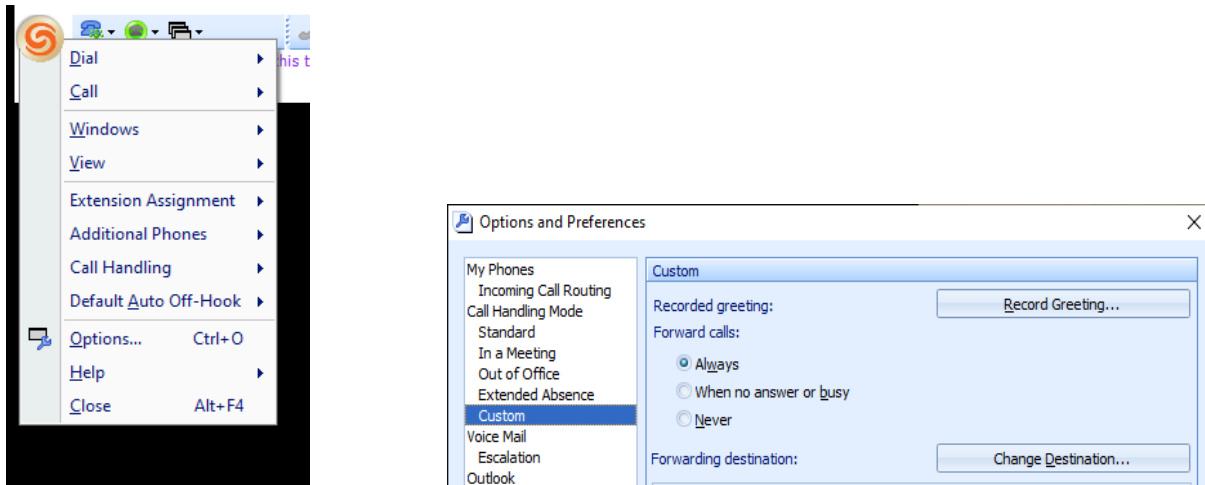 his t
Dial
Call
Windows
View
Extension Assignment
Additional Phones
Call Handling
Default Auto Off-Hook
Options... Ctrl+O
Help
Close Alt+F4
Options and Preferences
My Phones
Incoming Call Routing
Call Handling Mode
Standard
In a Meeting
Out of Office
Extended Absence
Custom
Voice Mail
Escalation
Outlook
Custom
Recorded greeting: Record Greeting...
Forward calls:
Always
When no answer or busy
Never
Forwarding destination: Change Destination...